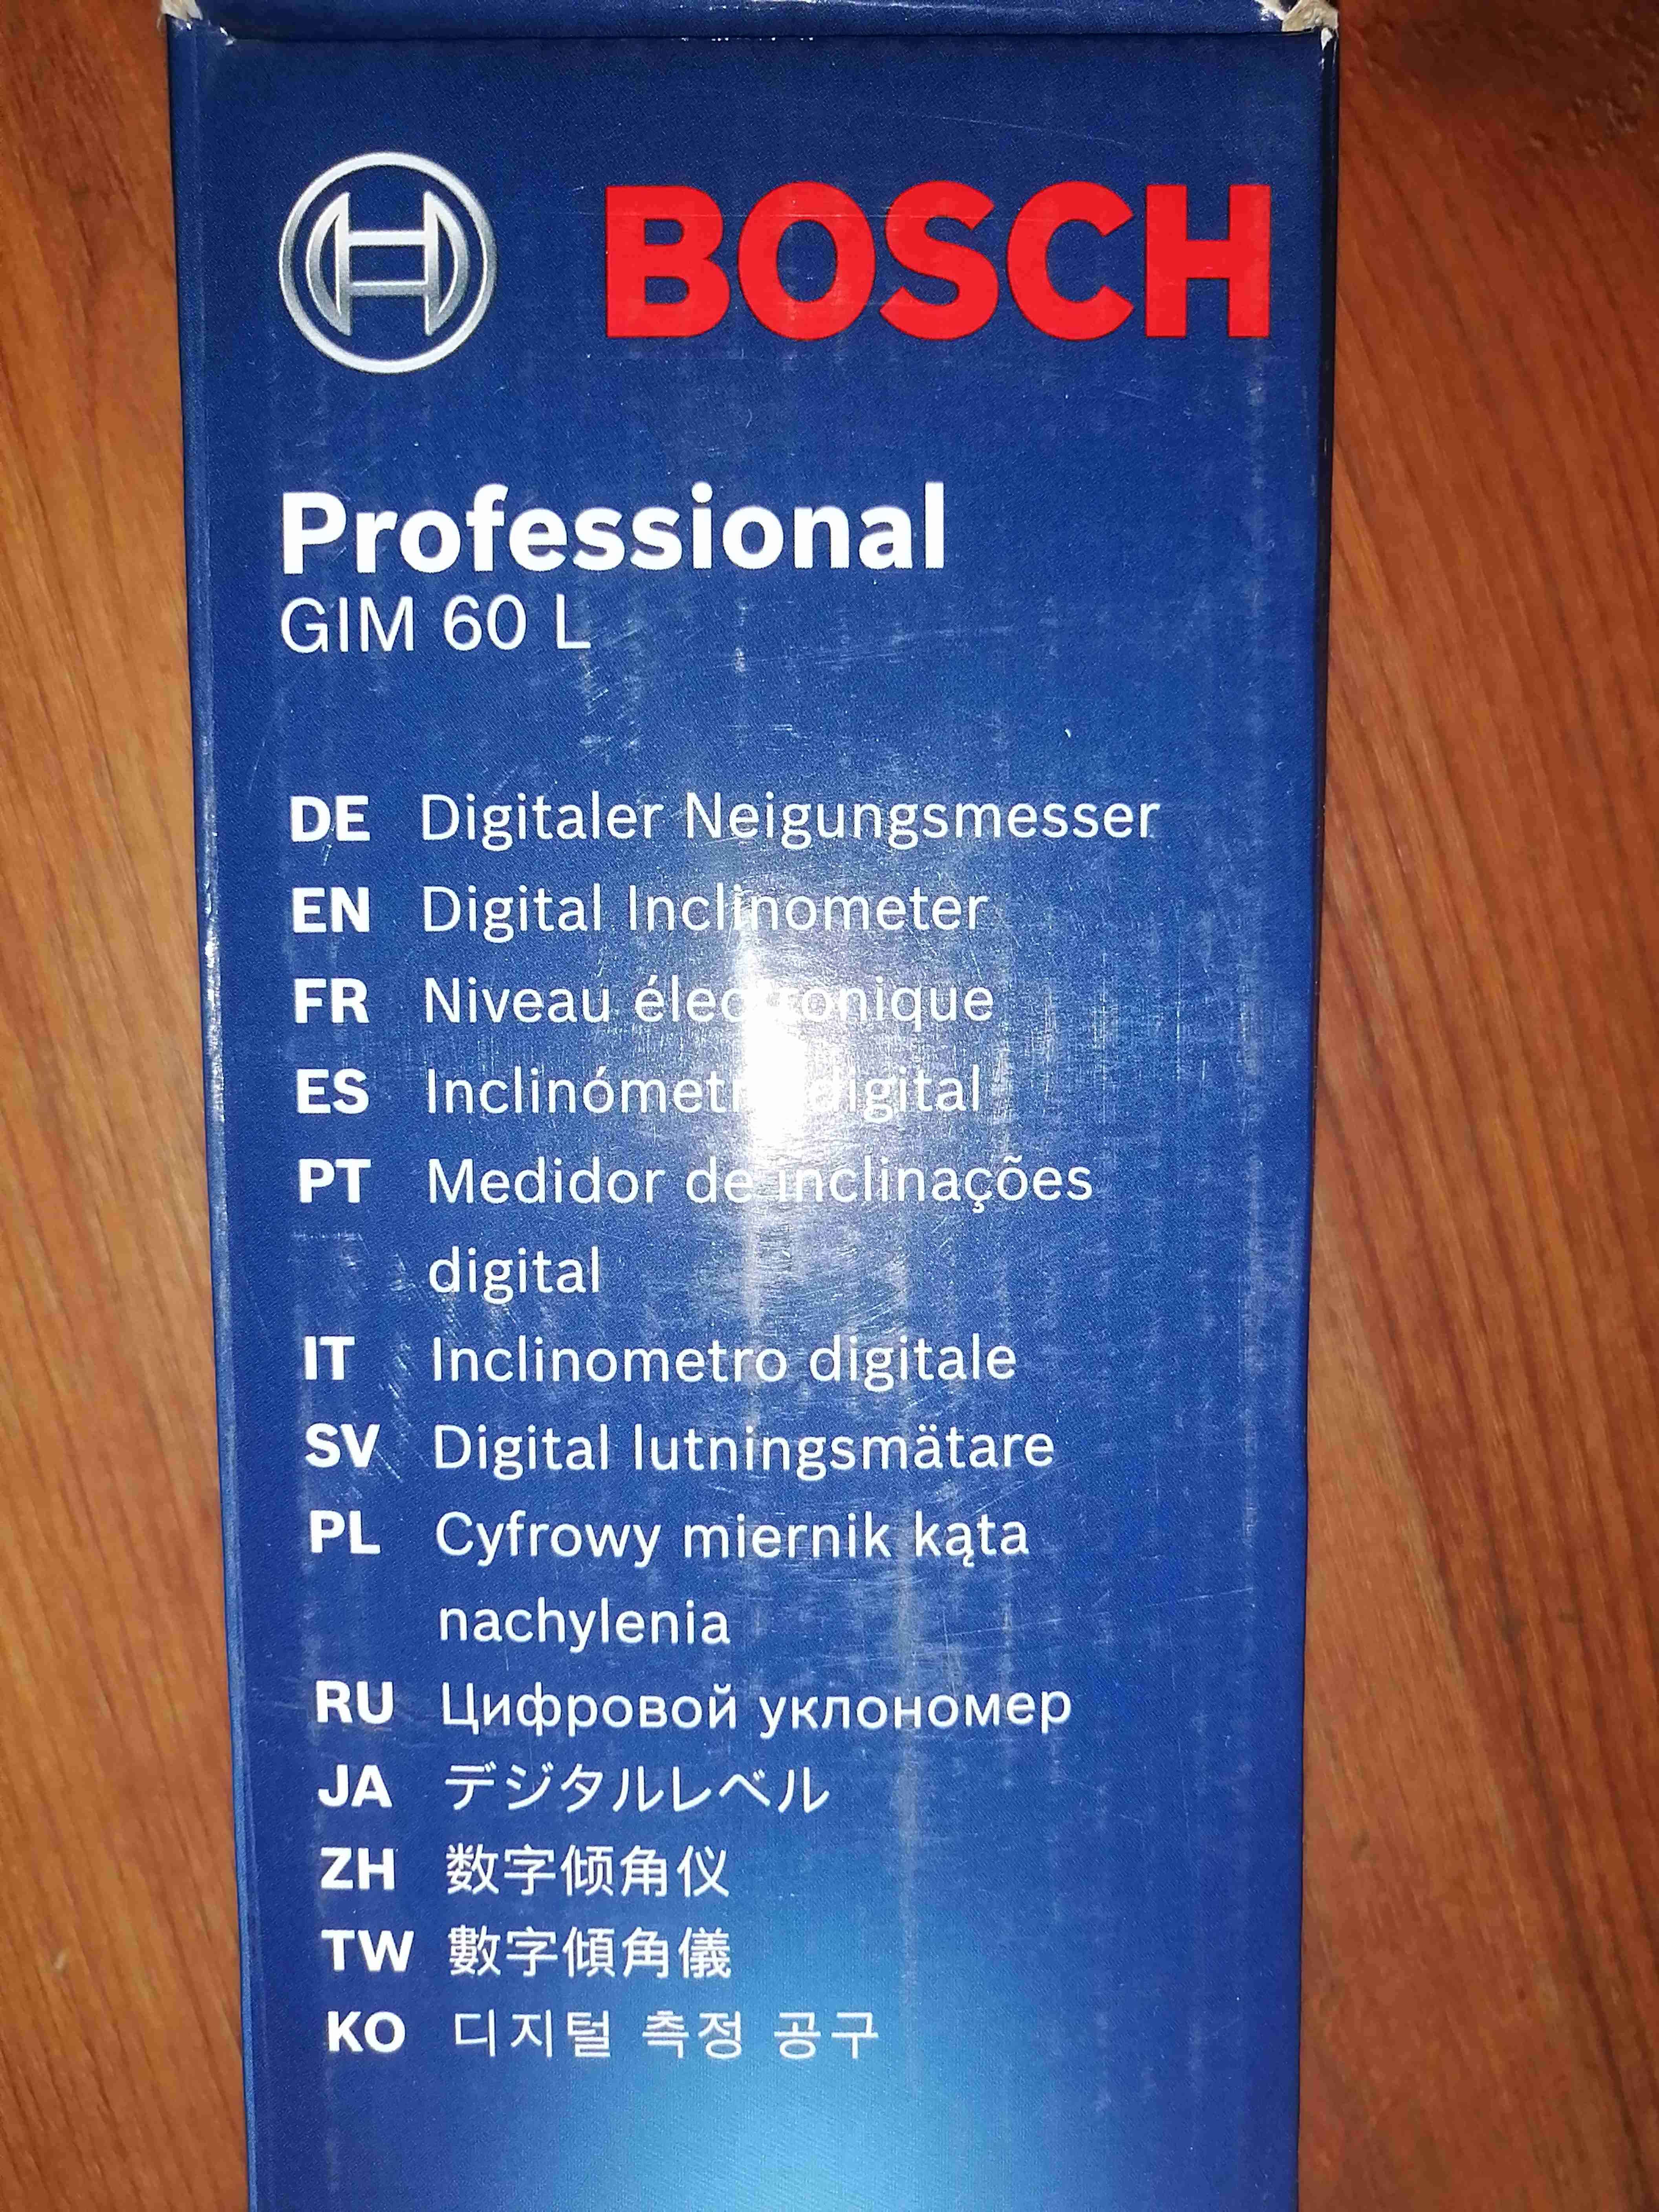 BOSCH
Professional
GIM 60 L
DE Digitaler Neigungsmesser
EN Digital Inclinometer
FR Niveau électronique
ES Inclinómetro digital
PT Medidor de inclinações
digital
IT Inclinometro digitale
SV Digital lutningsmätare
PL Cyfrowy miernik kąta
nachylenia
RU Цифровой уклономер
JA デジタルレベル
ZH 数字倾角仪
TW 數字傾角儀
KO 디지털 측정 공구